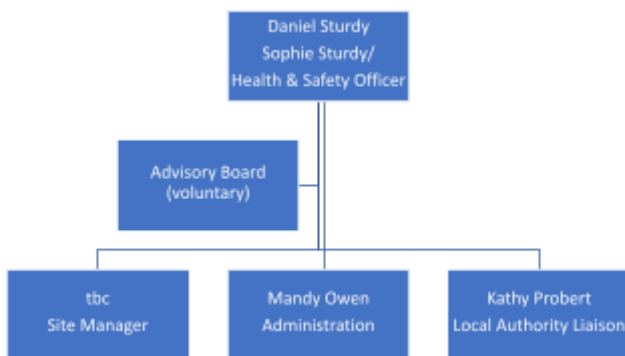 Daniel Sturdy
Sophie Sturdy/
Health & Safety Officer
Advisory Board
(voluntary)
tbc
Site Manager
Mandy Owen
Administration
Kathy Probert
Local Authority Liaison